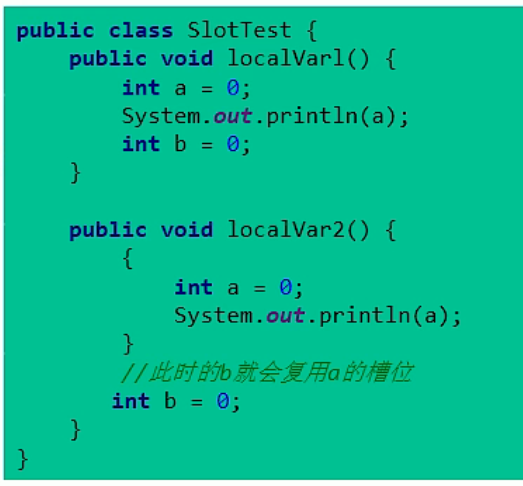 public class SlotTest {
    public void localVarl() {
        int a = 0;
        System.out.println(a);
        int b = 0;
    }

    public void localVar2() {
        {
            int a = 0;
            System.out.println(a);
        }
        //此时的b就会复用a的槽位
        int b = 0;
    }
}